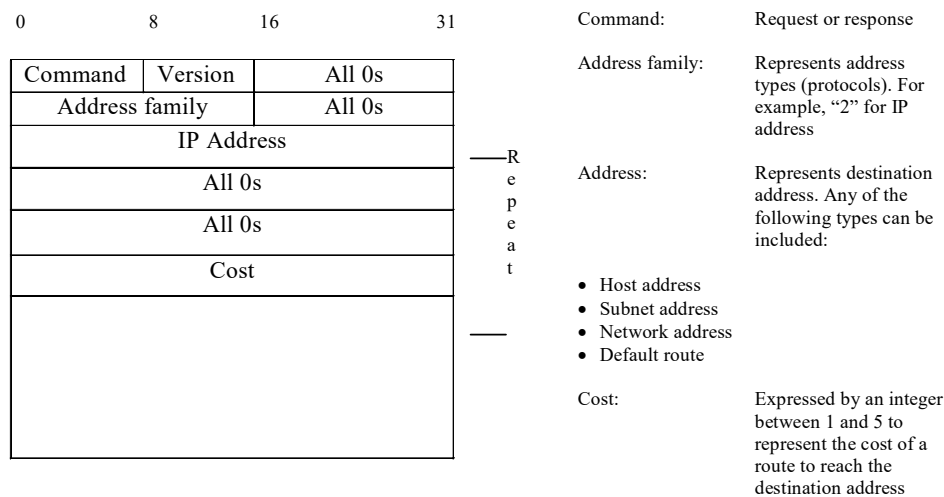 0 8 16 31
Command Version All 0s
Address family All 0s
IP Address
All 0s
All 0s
Cost
R
e
p
e
a
t
Command: Request or response
Address family: Represents address
types (protocols). For
example, “2” for IP
address
Address: Represents destination
address. Any of the
following types can be
included:
• Host address
• Subnet address
• Network address
• Default route
Cost: Expressed by an integer
between 1 and 5 to
represent the cost of a
route to reach the
destination address